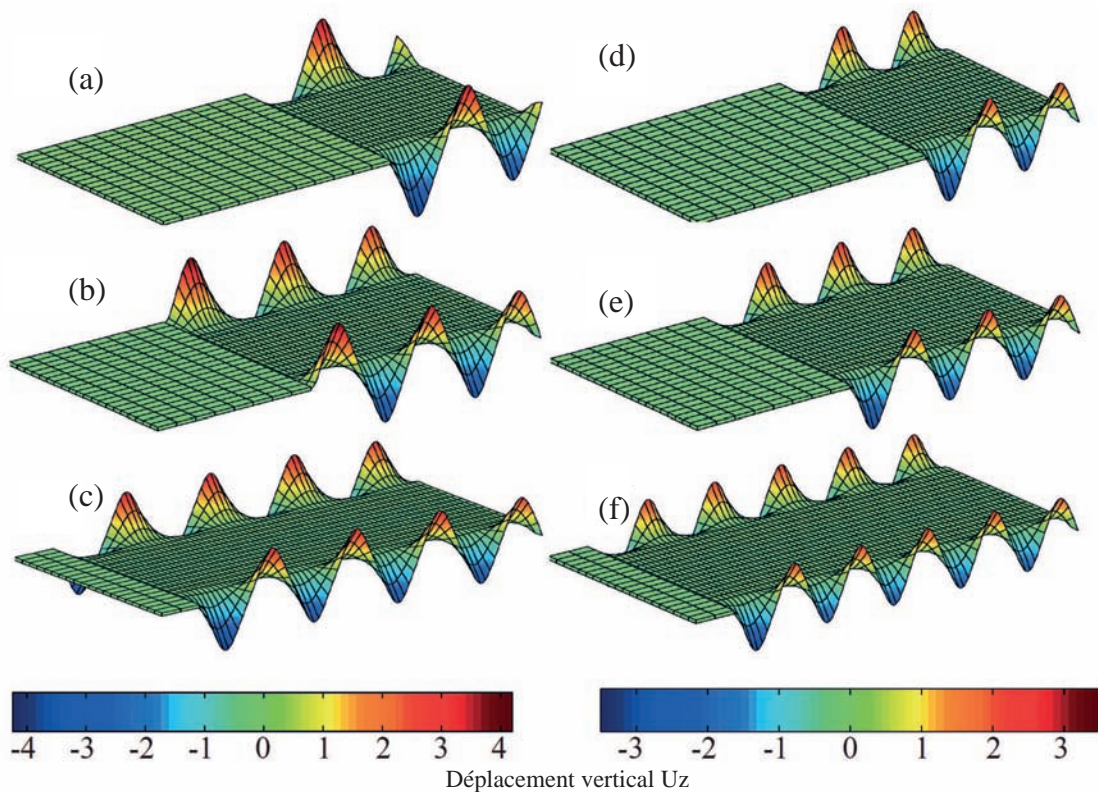 (a) (d)
(b) (e)
(c) (f)
-4 -3 -2 -1 0 1 2 3 4 -3 -2 -1 0 1 2 3
Déplacement vertical Uz